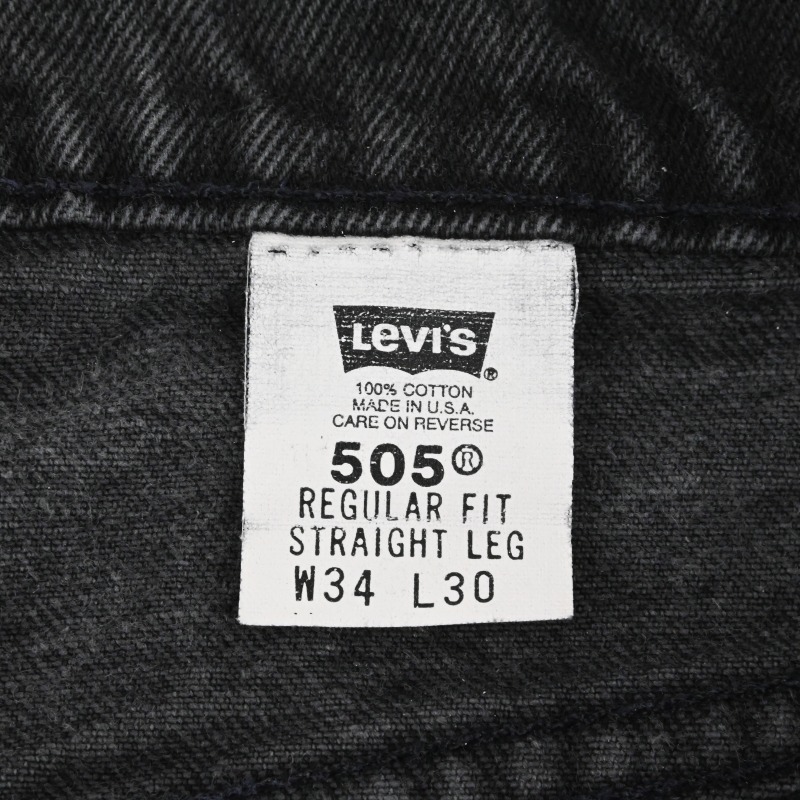 Levi's ®
100% COTTON
MADE IN U.S.A.
CARE ON REVERSE
505®
REGULAR FIT
STRAIGHT LEG
W34 L30